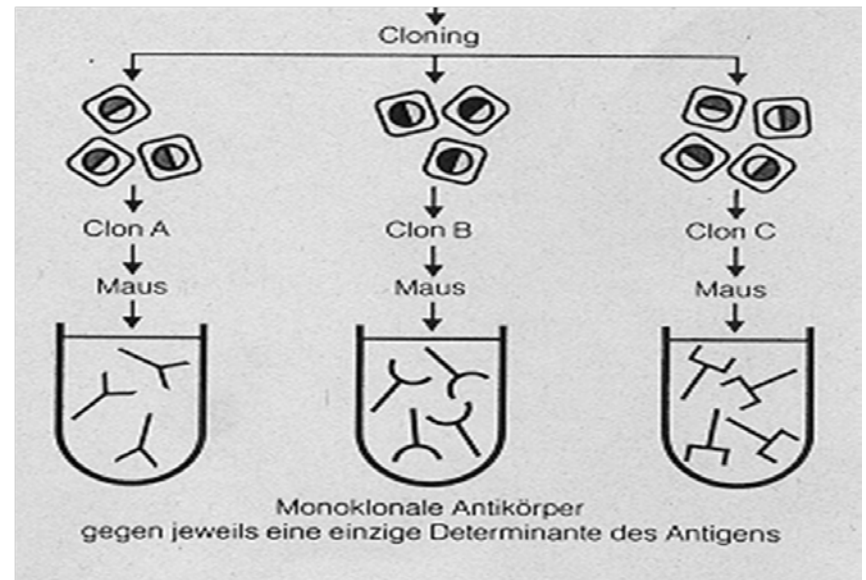 Cloning
Clon A Clon B Clon C
Maus Maus Maus
Monoklonale Antikörper
gegen jeweils eine einzige Determinante des Antigens